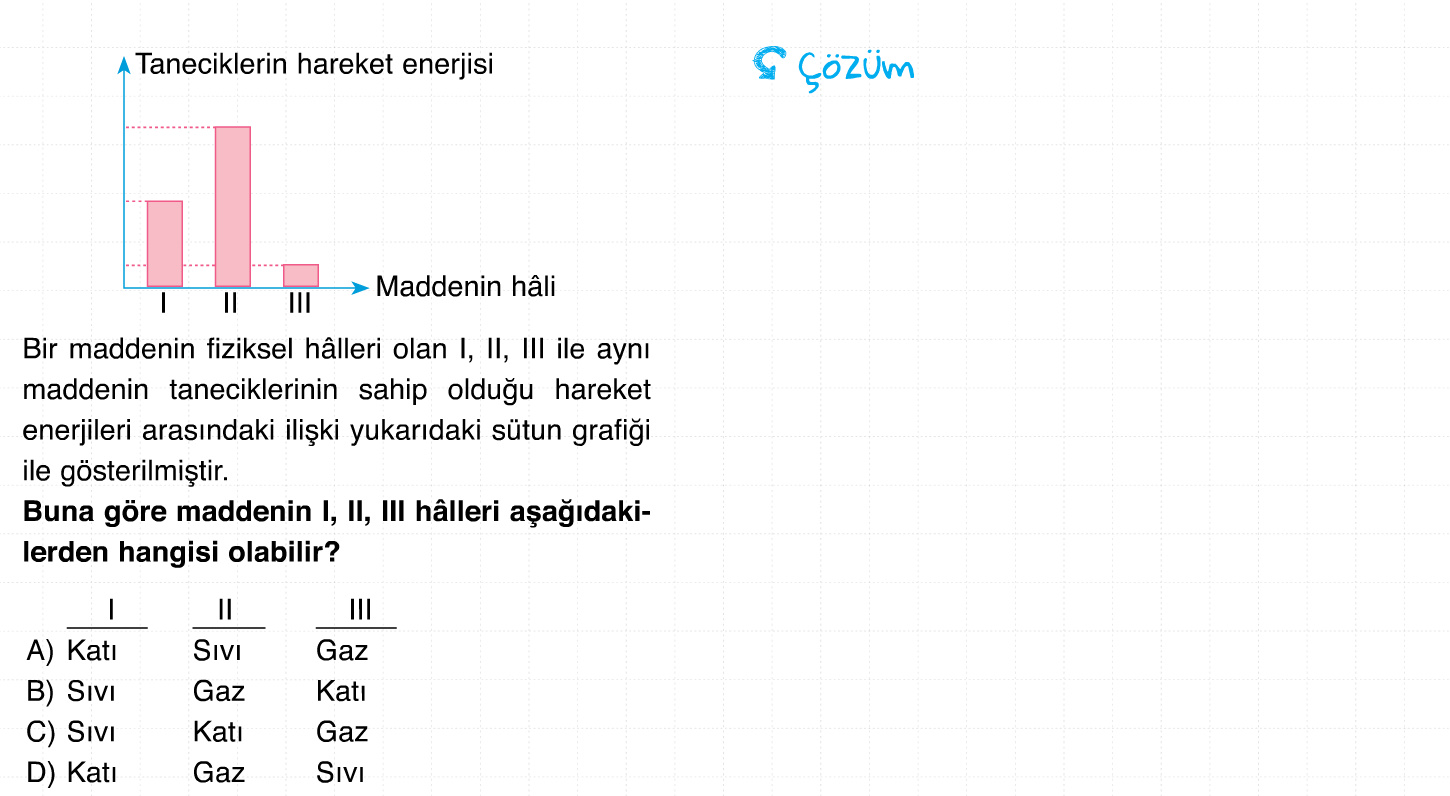 Taneciklerin hareket enerjisi
Maddenin hâli
I II III
Bir maddenin fiziksel hâlleri olan I, II, III ile aynı
maddenin taneciklerinin sahip olduğu hareket
enerjileri arasındaki ilişki yukarıdaki sütun grafiği
ile gösterilmiştir.
Buna göre maddenin I, II, III hâlleri aşağıdaki-
lerden hangisi olabilir?
I II III
A) Katı Sıvı Gaz
B) Sıvı Gaz Katı
C) Sıvı Katı Gaz
D) Katı Gaz Sıvı
Çözüm